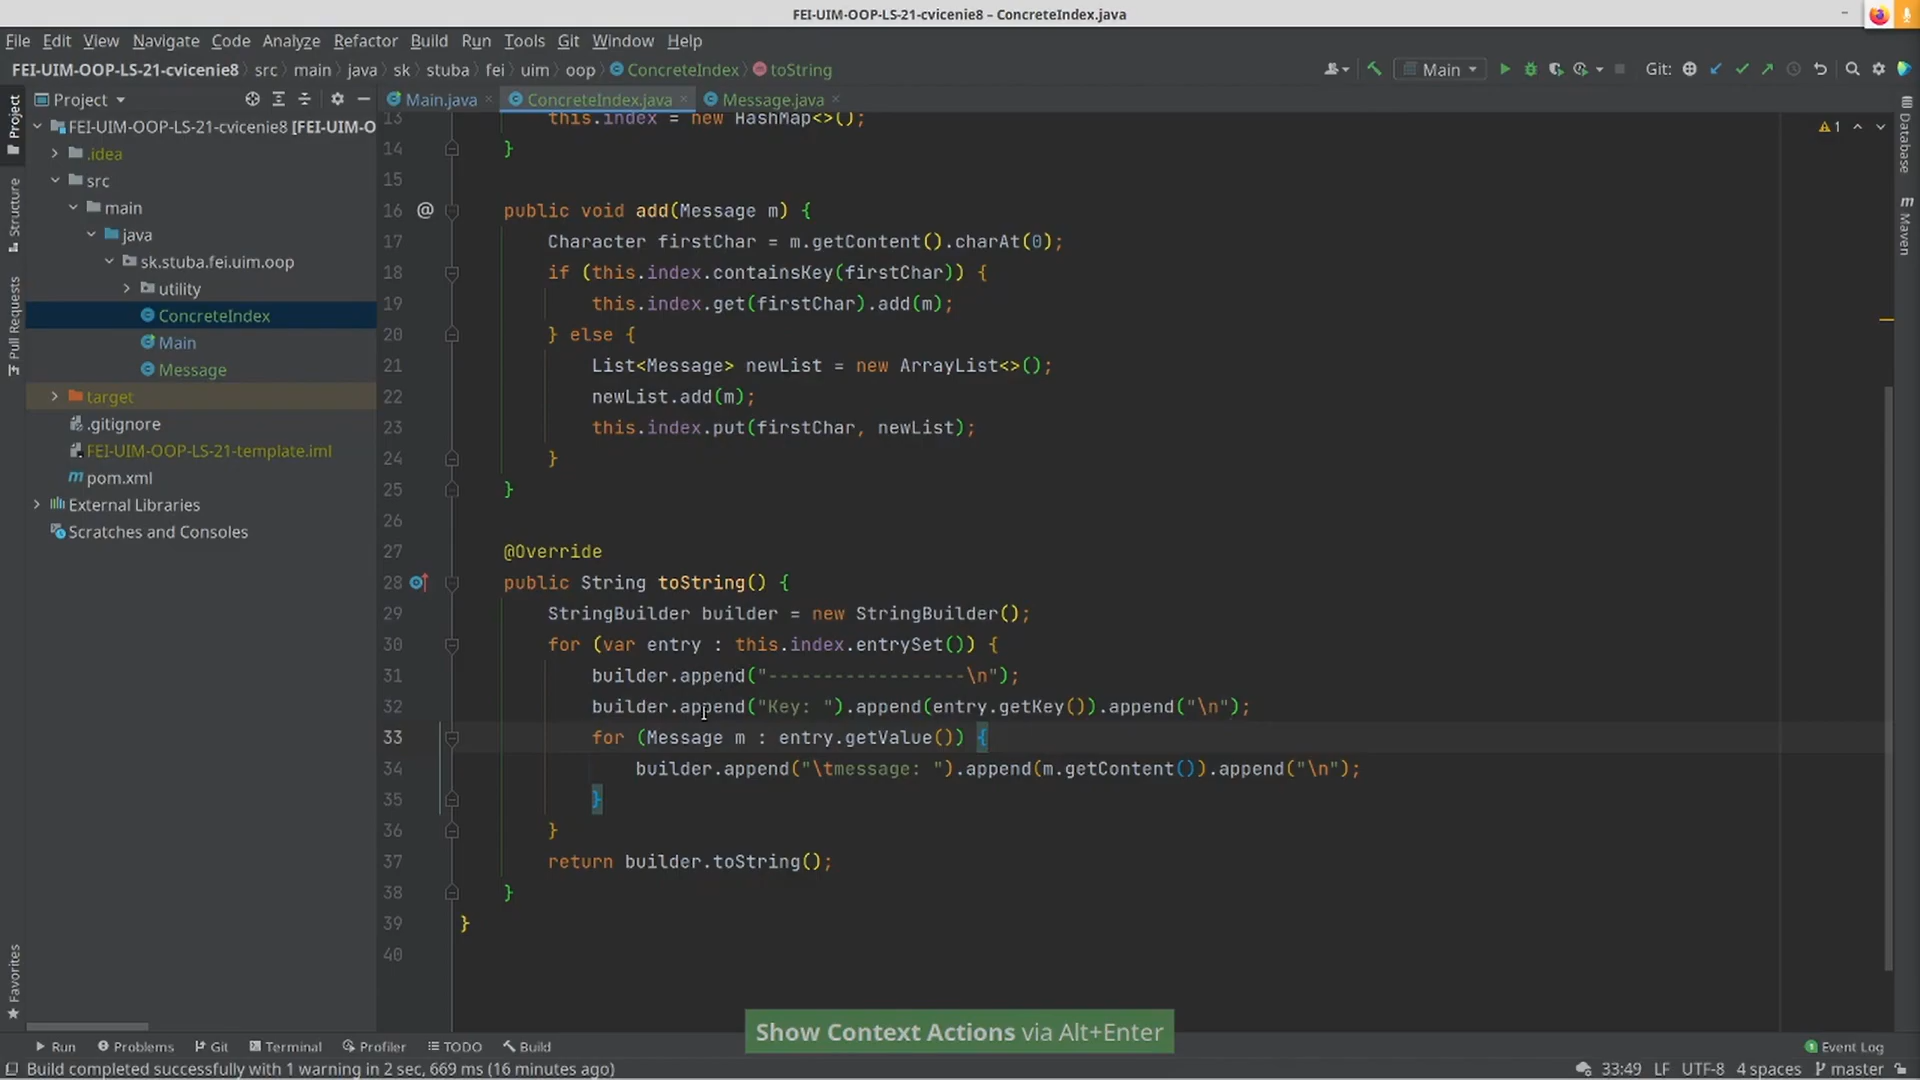 FEI-UIM-OOP-LS-21-cvicenie8 – ConcreteIndex.java
File Edit View Navigate Code Analyze Refactor Build Run Tools Git Window Help
FEI-UIM-OOP-LS-21-cvicenie8 src main java sk stuba fei uim oop ConcreteIndex toString Main Git:
Project
Main.java ConcreteIndex.java Message.java
FEI-UIM-OOP-LS-21-cvicenie8 [FEI-UIM-O
.idea
src
main
java
sk.stuba.fei.uim.oop
utility
ConcreteIndex
Main
Message
target
.gitignore
FEI-UIM-OOP-LS-21-template.iml
pom.xml
External Libraries
Scratches and Consoles
Project
Structure
Pull Requests
Favorites
13 this.index = new HashMap<>();
14 }
15
16 @ public void add(Message m) {
17 Character firstChar = m.getContent().charAt(0);
18 if (this.index.containsKey(firstChar)) {
19 this.index.get(firstChar).add(m);
20 } else {
21 List<Message> newList = new ArrayList<>();
22 newList.add(m);
23 this.index.put(firstChar, newList);
24 }
25 }
26
27 @Override
28 public String toString() {
29 StringBuilder builder = new StringBuilder();
30 for (var entry : this.index.entrySet()) {
31 builder.append("------------------\n");
32 builder.append("Key: ").append(entry.getKey()).append("\n");
33 for (Message m : entry.getValue()) {
34 builder.append("\tmessage: ").append(m.getContent()).append("\n");
35 }
36 }
37 return builder.toString();
38 }
39 }
40
1
Database
m Maven
Show Context Actions via Alt+Enter
Run Problems Git Terminal Profiler TODO Build 1 Event Log
Build completed successfully with 1 warning in 2 sec, 669 ms (16 minutes ago) 33:49 LF UTF-8 4 spaces master